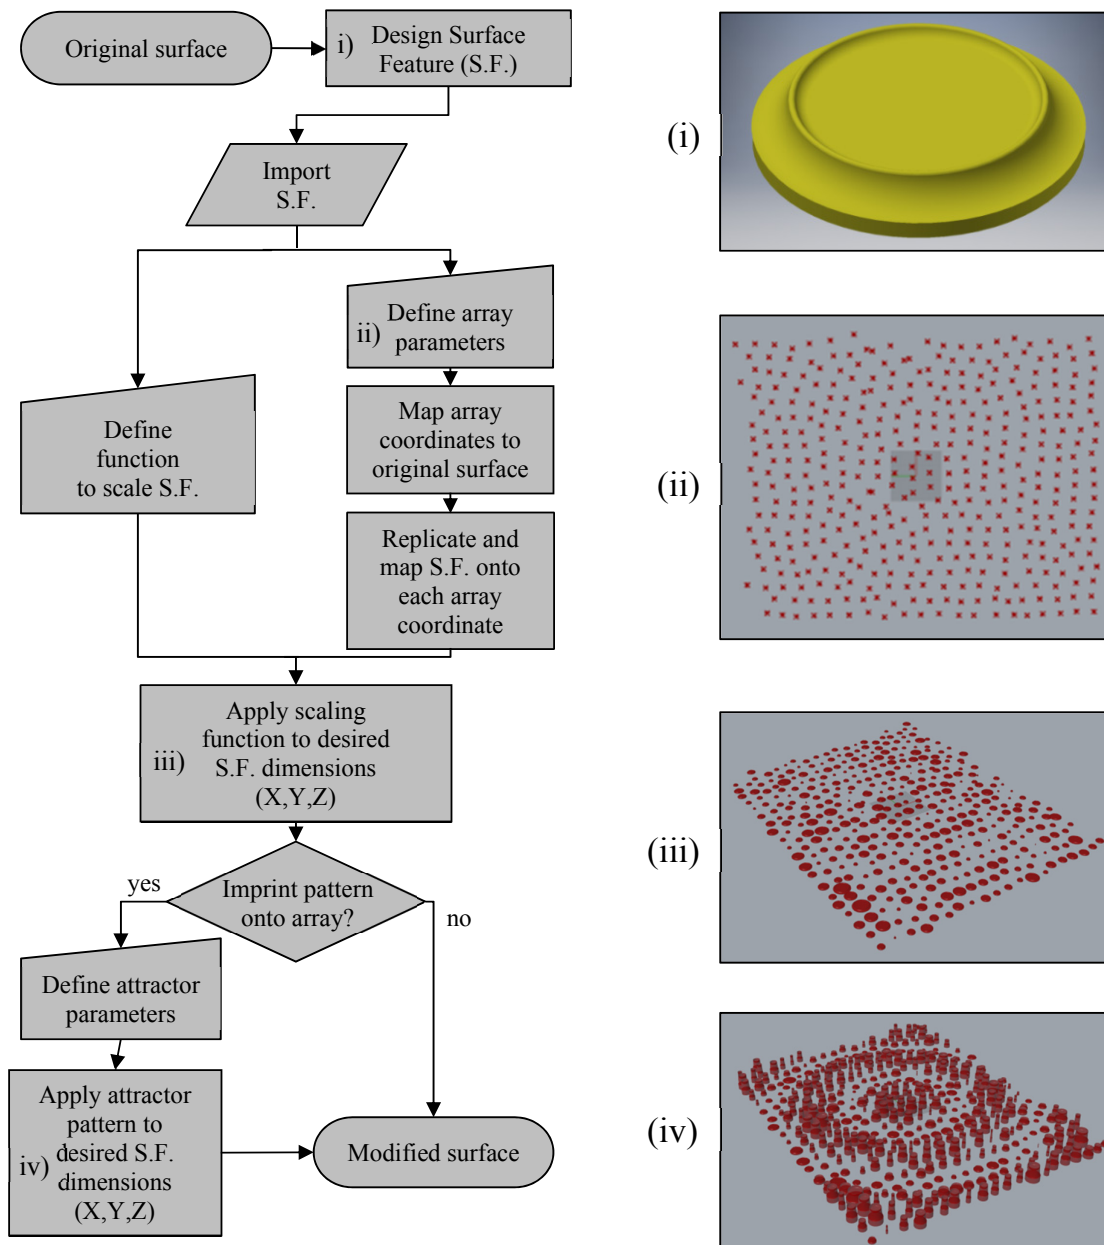 Original surface
i) Design Surface
Feature (S.F.)
Import
S.F.
ii) Define array
parameters
Define
function
to scale S.F.
Map array
coordinates to
original surface
Replicate and
map S.F. onto
each array
coordinate
iii) Apply scaling
function to desired
S.F. dimensions
(X,Y,Z)
Imprint pattern
onto array?
yes
no
Define attractor
parameters
iv) Apply attractor
pattern to
desired S.F.
dimensions
(X,Y,Z)
Modified surface
(i)
(ii)
(iii)
(iv)